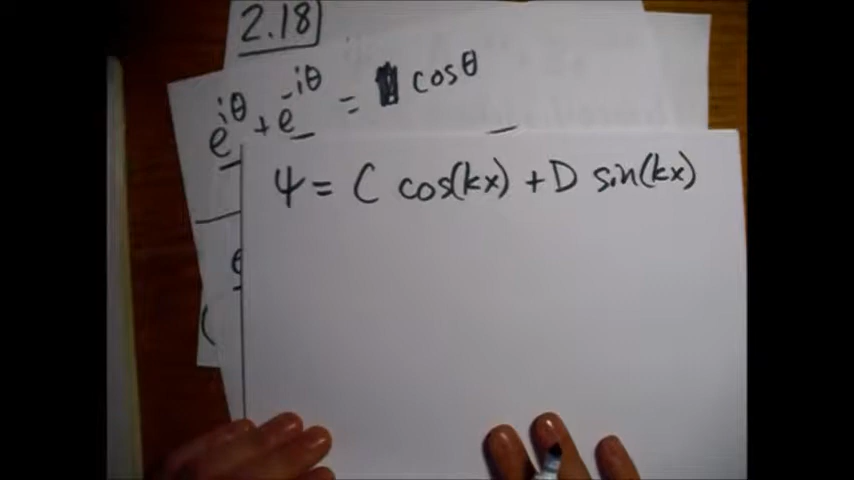 2.18
e^{iθ} + e^{-iθ} = cosθ
Ψ = C cos(kx) + D sin(kx)